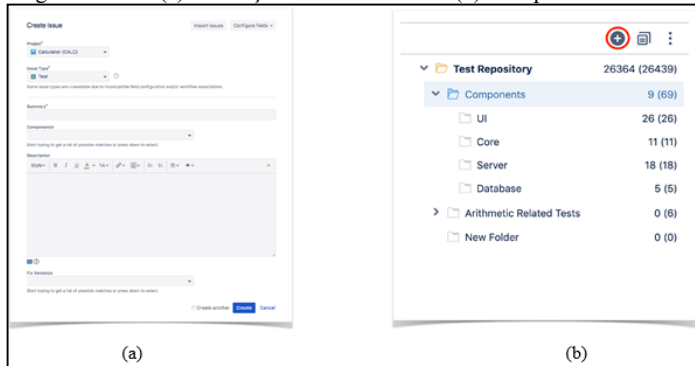 (a) (b)
Create issue
Import issues Configure fields
Project*
Calculator (CALC)
Issue Type*
Test
Some issue types are unavailable due to incompatible field configuration and/or workflow associations.
Summary*
Component/s
Start typing to get a list of possible matches or press down to select.
Description
Style B I U A
Fix Version/s
Start typing to get a list of possible matches or press down to select.
Create another Create Cancel
(a)
Test Repository 26364 (26439)
Components 9 (69)
UI 26 (26)
Core 11 (11)
Server 18 (18)
Database 5 (5)
Arithmetic Related Tests 0 (6)
New Folder 0 (0)
(b)